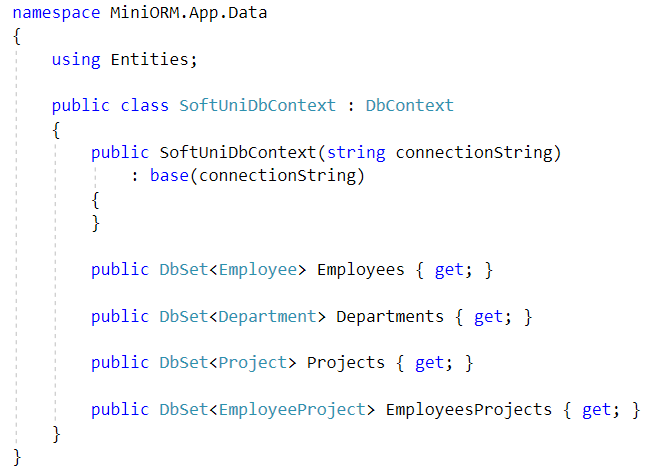 namespace MiniORM.App.Data
{
using Entities;
public class SoftUniDbContext : DbContext
{
public SoftUniDbContext(string connectionString)
: base(connectionString)
{
}
public DbSet<Employee> Employees { get; }
public DbSet<Department> Departments { get; }
public DbSet<Project> Projects { get; }
public DbSet<EmployeeProject> EmployeesProjects { get; }
}
}